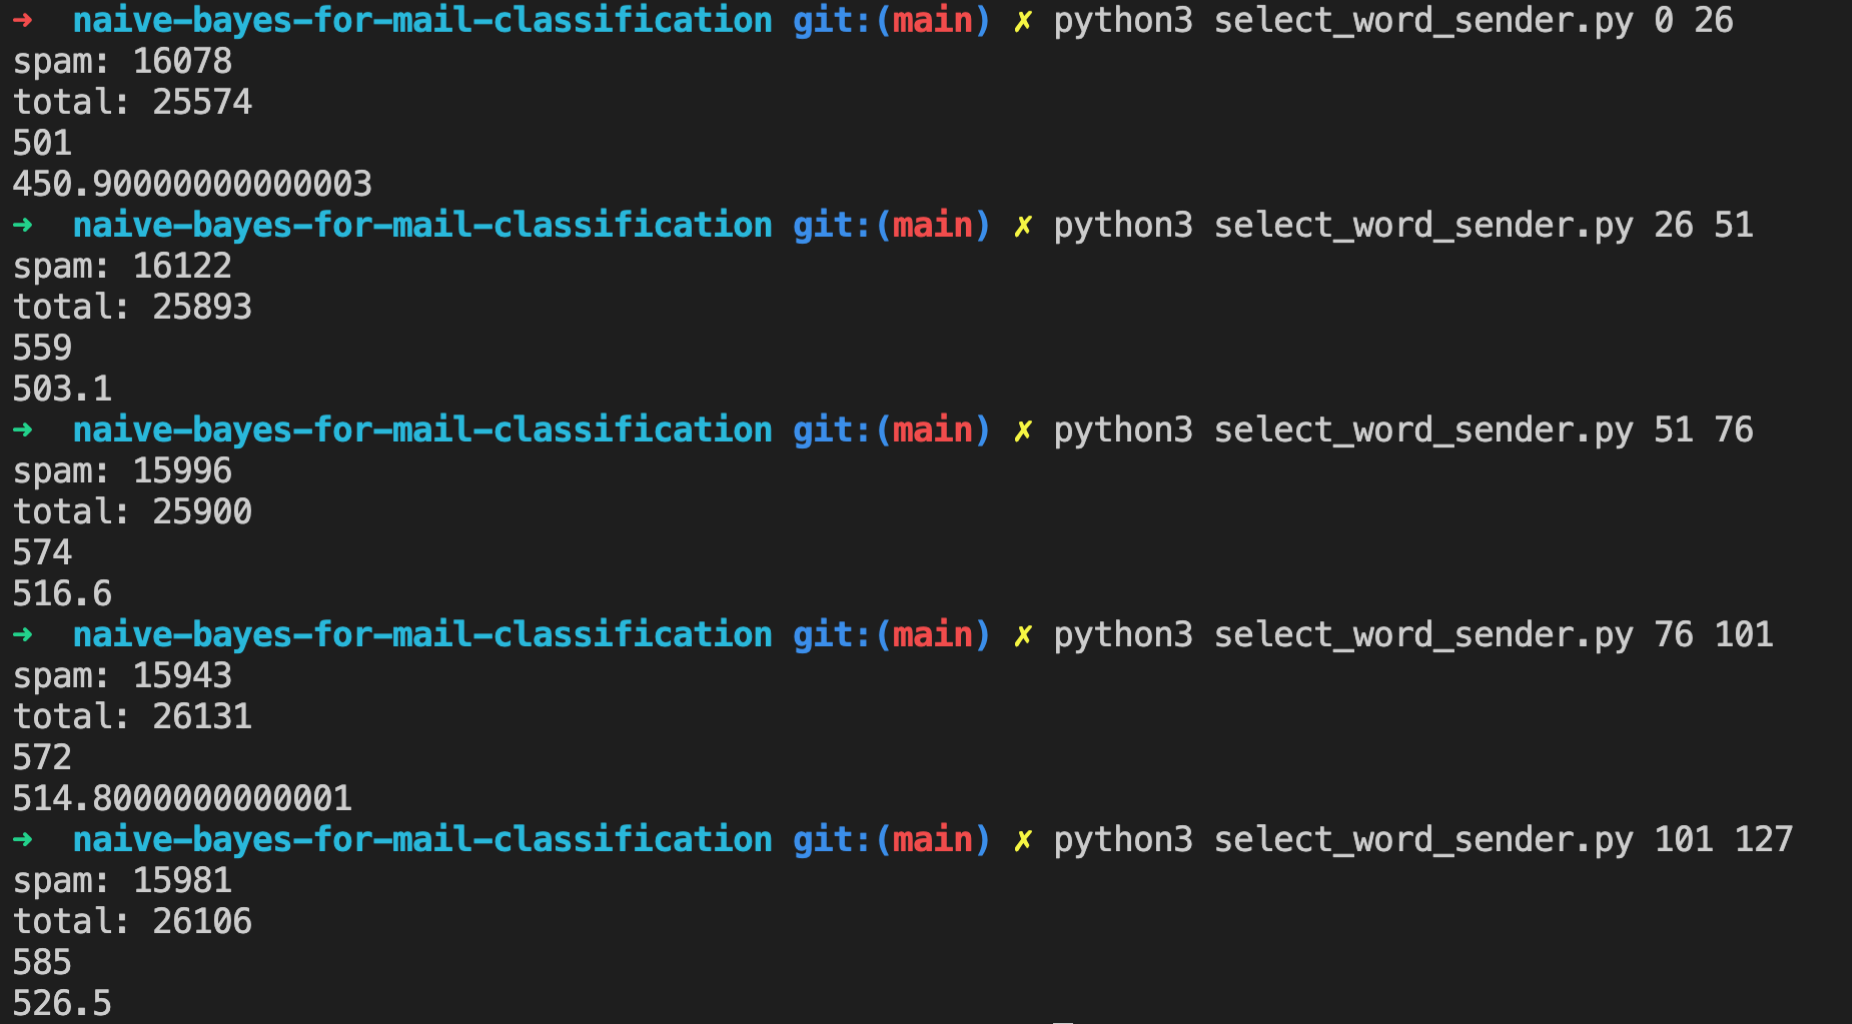 ➜  naive-bayes-for-mail-classification git:(main) ✗ python3 select_word_sender.py 0 26
spam: 16078
total: 25574
501
450.90000000000003
➜  naive-bayes-for-mail-classification git:(main) ✗ python3 select_word_sender.py 26 51
spam: 16122
total: 25893
559
503.1
➜  naive-bayes-for-mail-classification git:(main) ✗ python3 select_word_sender.py 51 76
spam: 15996
total: 25900
574
516.6
➜  naive-bayes-for-mail-classification git:(main) ✗ python3 select_word_sender.py 76 101
spam: 15943
total: 26131
572
514.8000000000001
➜  naive-bayes-for-mail-classification git:(main) ✗ python3 select_word_sender.py 101 127
spam: 15981
total: 26106
585
526.5